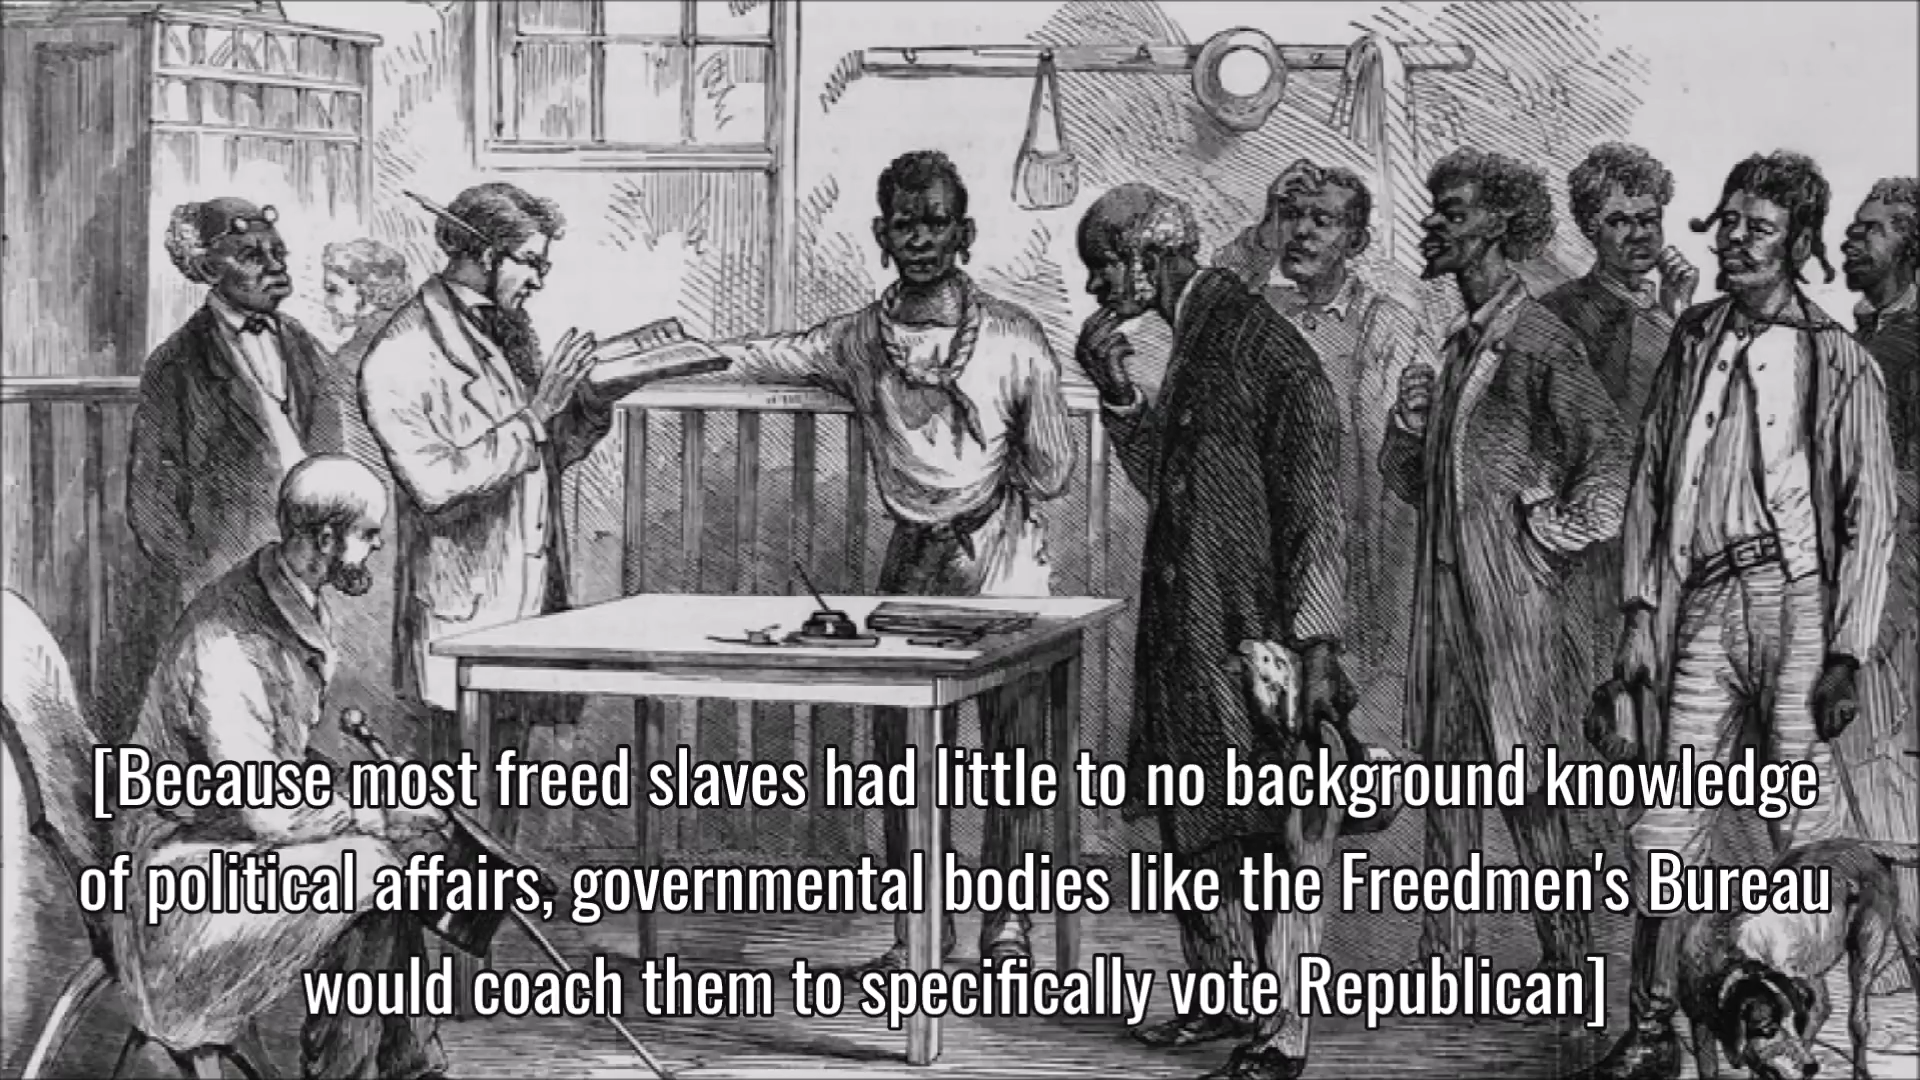 [Because most freed slaves had little to no background knowledge
of political affairs, governmental bodies like the Freedmen's Bureau
would coach them to specifically vote Republican]